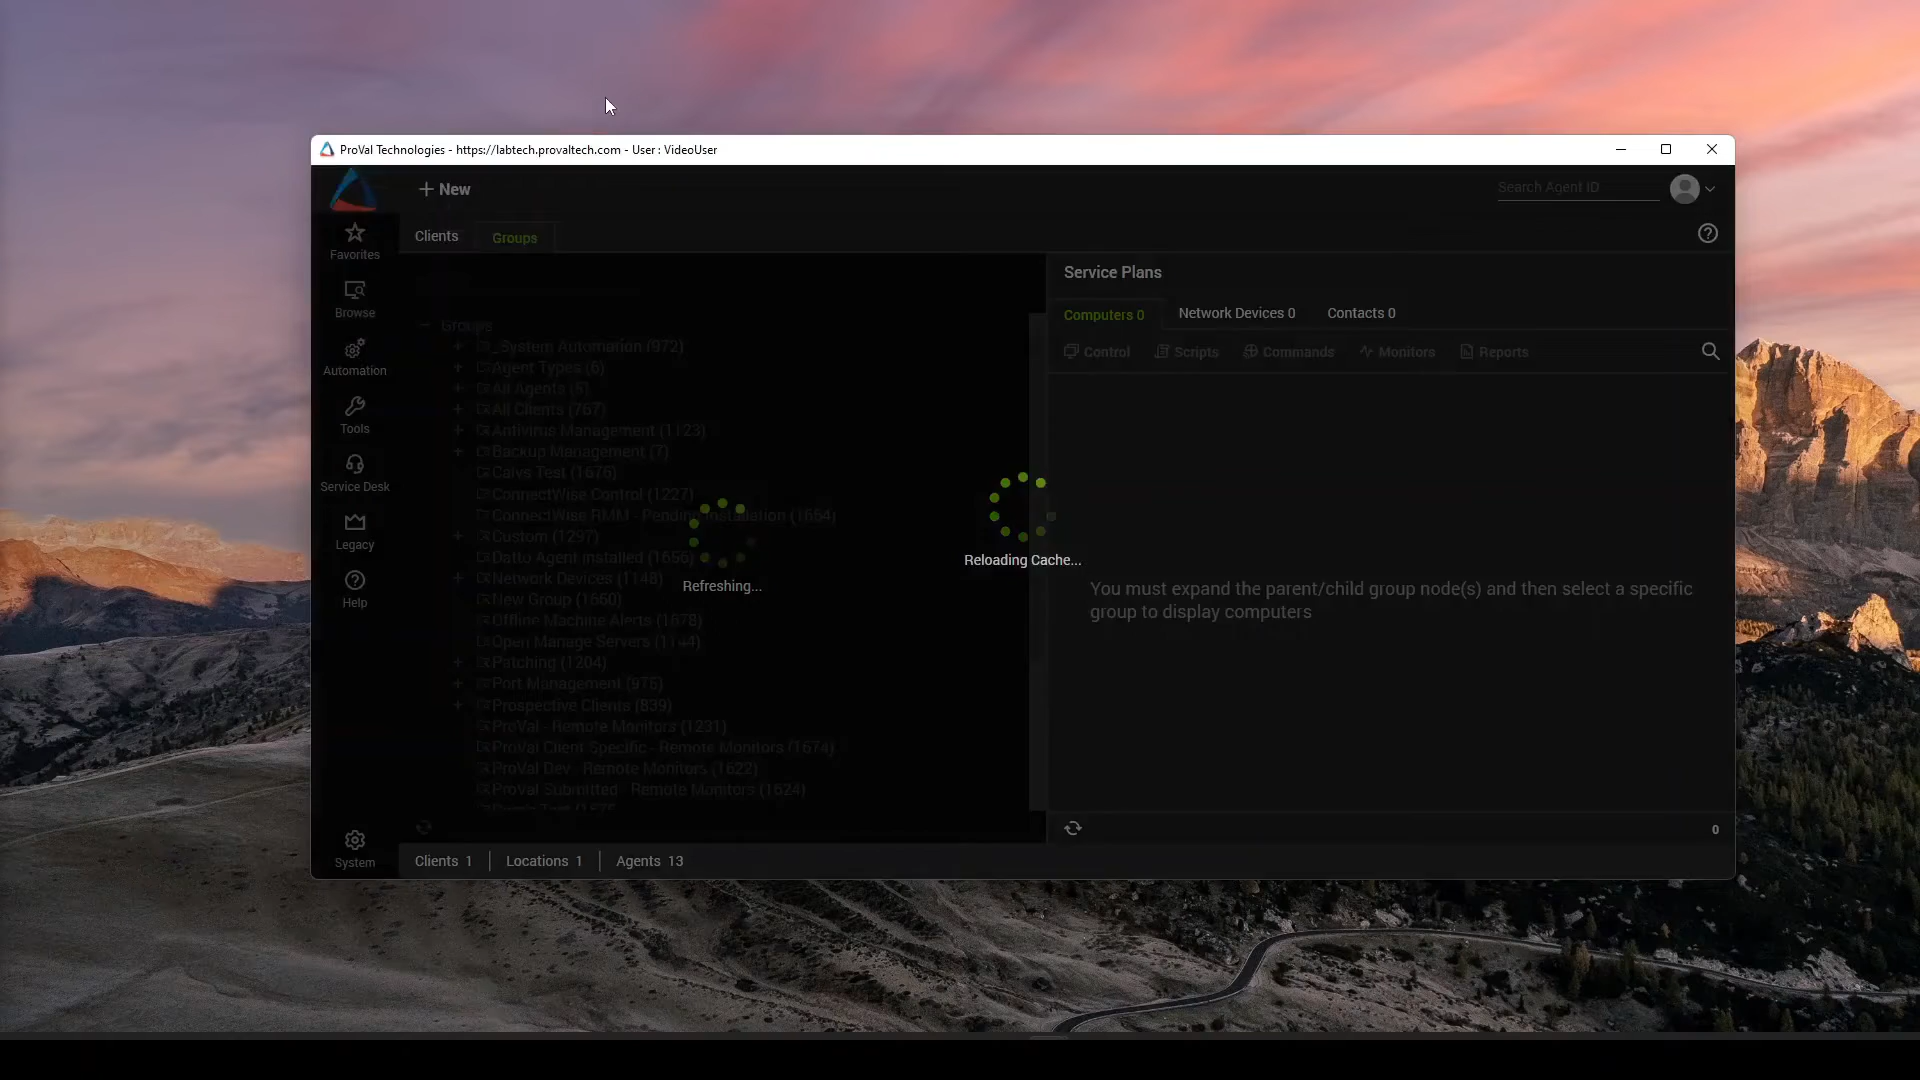 ProVal Technologies - https://labtech.provaltech.com - User : VideoUser
New
Search Agent ID
Favorites
Browse
Automation
Tools
Service Desk
Legacy
Help
System
Clients
Groups
Groups
_System Automation (972)
Agent Types (6)
All Agents (5)
All Clients (767)
Antivirus Management (1123)
Backup Management (7)
Calvs Test (1676)
ConnectWise Control (1227)
ConnectWise RMM - Pending Installation (1654)
Custom (1297)
Datto Agent installed (1656)
Network Devices (1148)
New Group (1660)
Offline Machine Alerts (1678)
Open Manage Servers (1144)
Patching (1204)
Port Management (975)
Prospective Clients (839)
ProVal - Remote Monitors (1231)
ProVal Client Specific - Remote Monitors (1674)
ProVal Dev - Remote Monitors (1622)
ProVal Submitted - Remote Monitors (1624)
Refreshing...
Reloading Cache...
Service Plans
Computers 0
Network Devices 0
Contacts 0
Control
Scripts
Commands
Monitors
Reports
You must expand the parent/child group node(s) and then select a specific
group to display computers
0
Clients 1
Locations 1
Agents 13